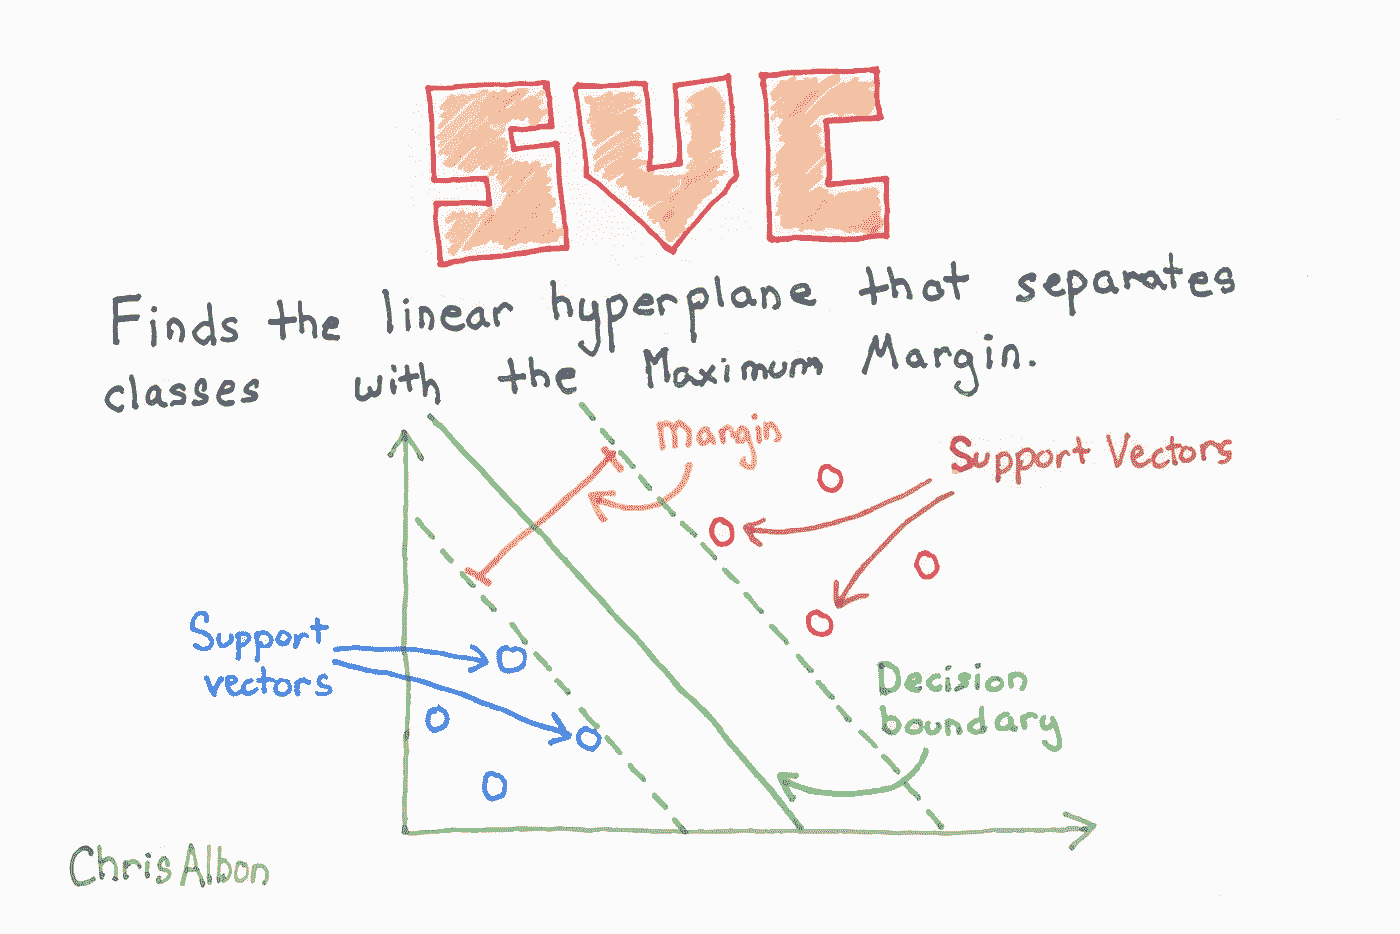 SVC
Finds the linear hyperplane that separates
classes with the Maximum Margin.
Margin
Support Vectors
Support
vectors
Decision
boundary
Chris Albon